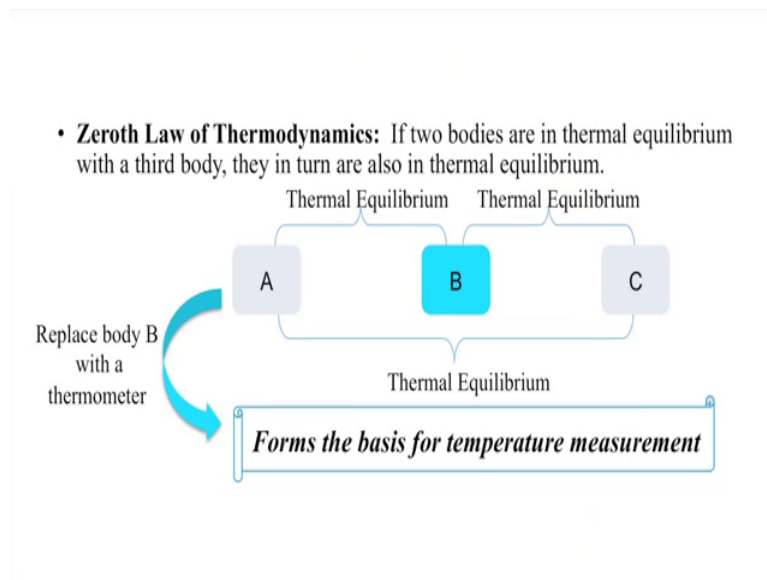 • Zeroth Law of Thermodynamics: If two bodies are in thermal equilibrium
with a third body, they in turn are also in thermal equilibrium.
Thermal Equilibrium Thermal Equilibrium
A B C
Replace body B
with a
thermometer
Thermal Equilibrium
Forms the basis for temperature measurement